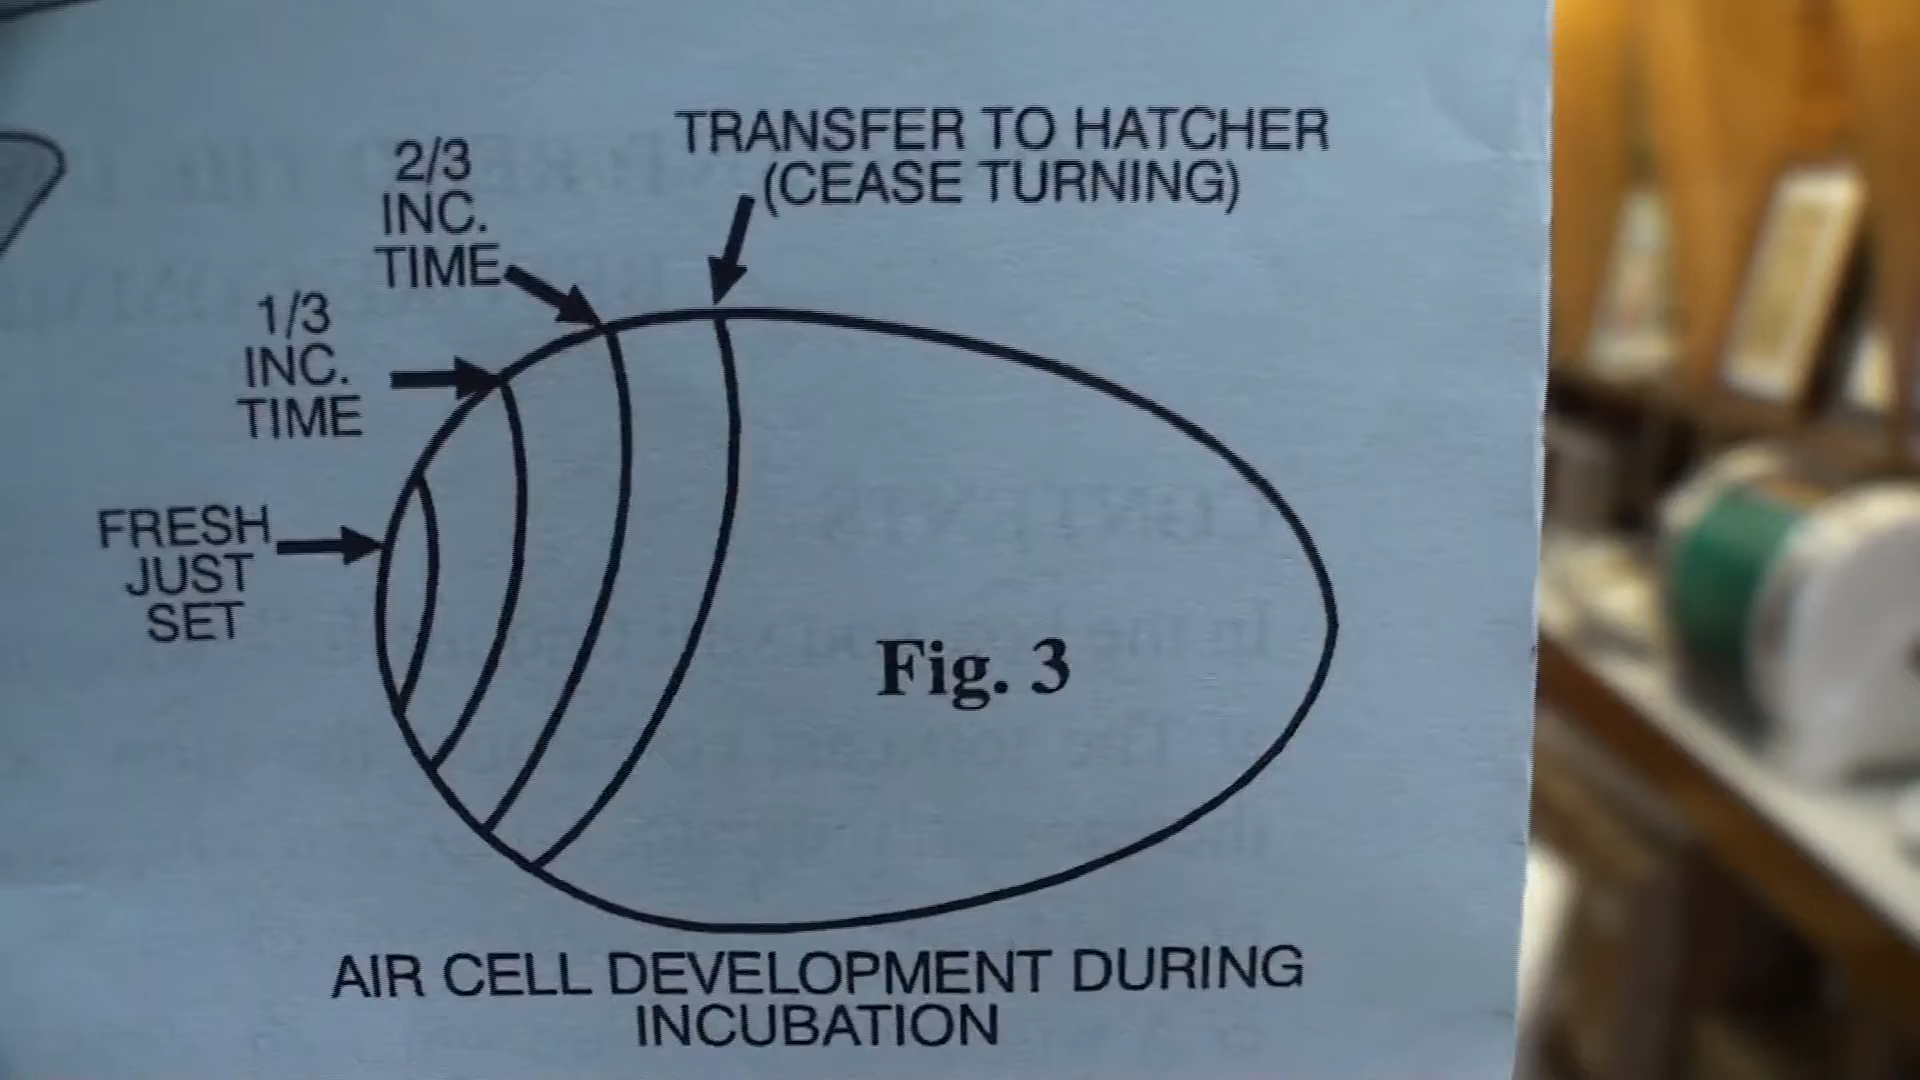 TRANSFER TO HATCHER
(CEASE TURNING)
2/3
INC.
TIME
1/3
INC.
TIME
FRESH
JUST
SET
Fig. 3
AIR CELL DEVELOPMENT DURING
INCUBATION